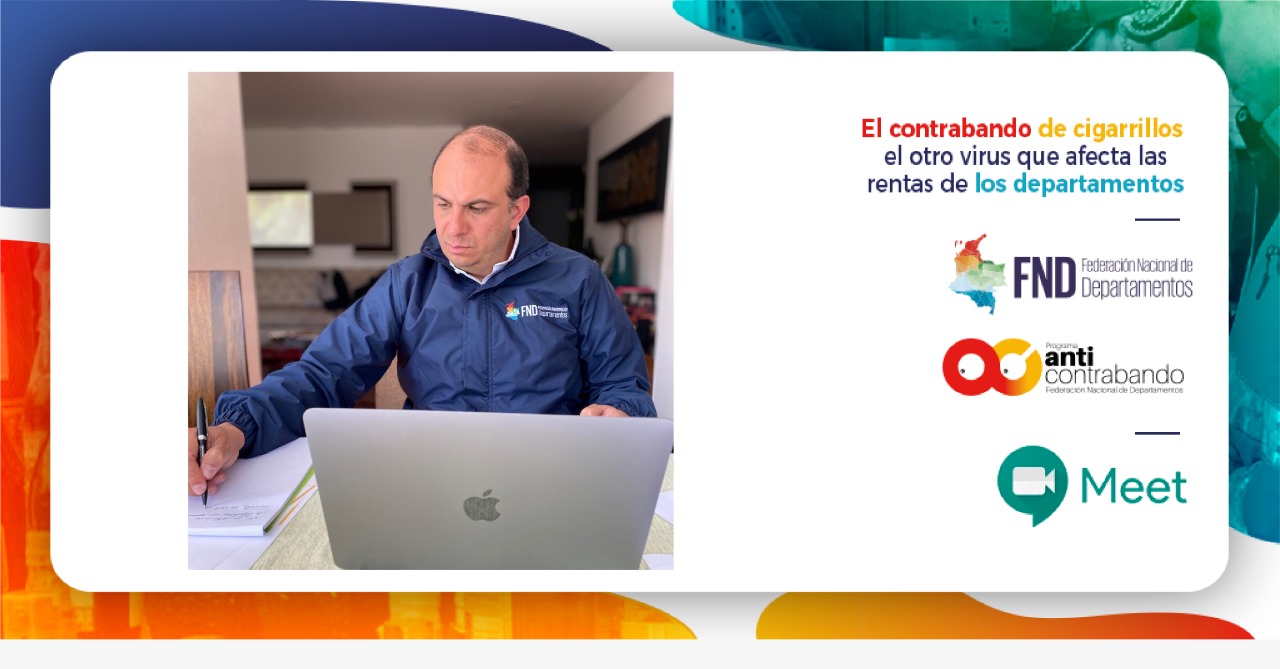 El contrabando de cigarrillos
el otro virus que afecta las
rentas de los departamentos
FND Federación Nacional de
Departamentos
Programa
anti
contrabando
Federación Nacional de Departamentos
Meet
FND